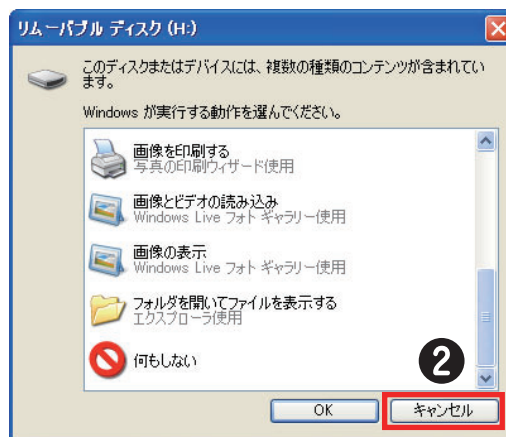 リムーバブル ディスク (H:)
このディスクまたはデバイスには、複数の種類のコンテンツが含まれてい
ます。
Windows が実行する動作を選んでください。
画像を印刷する
写真の印刷ウィザード使用
画像とビデオの読み込み
Windows Live フォト ギャラリー使用
画像の表示
Windows Live フォト ギャラリー使用
フォルダを開いてファイルを表示する
エクスプローラ使用
何もしない
2
OK
キャンセル